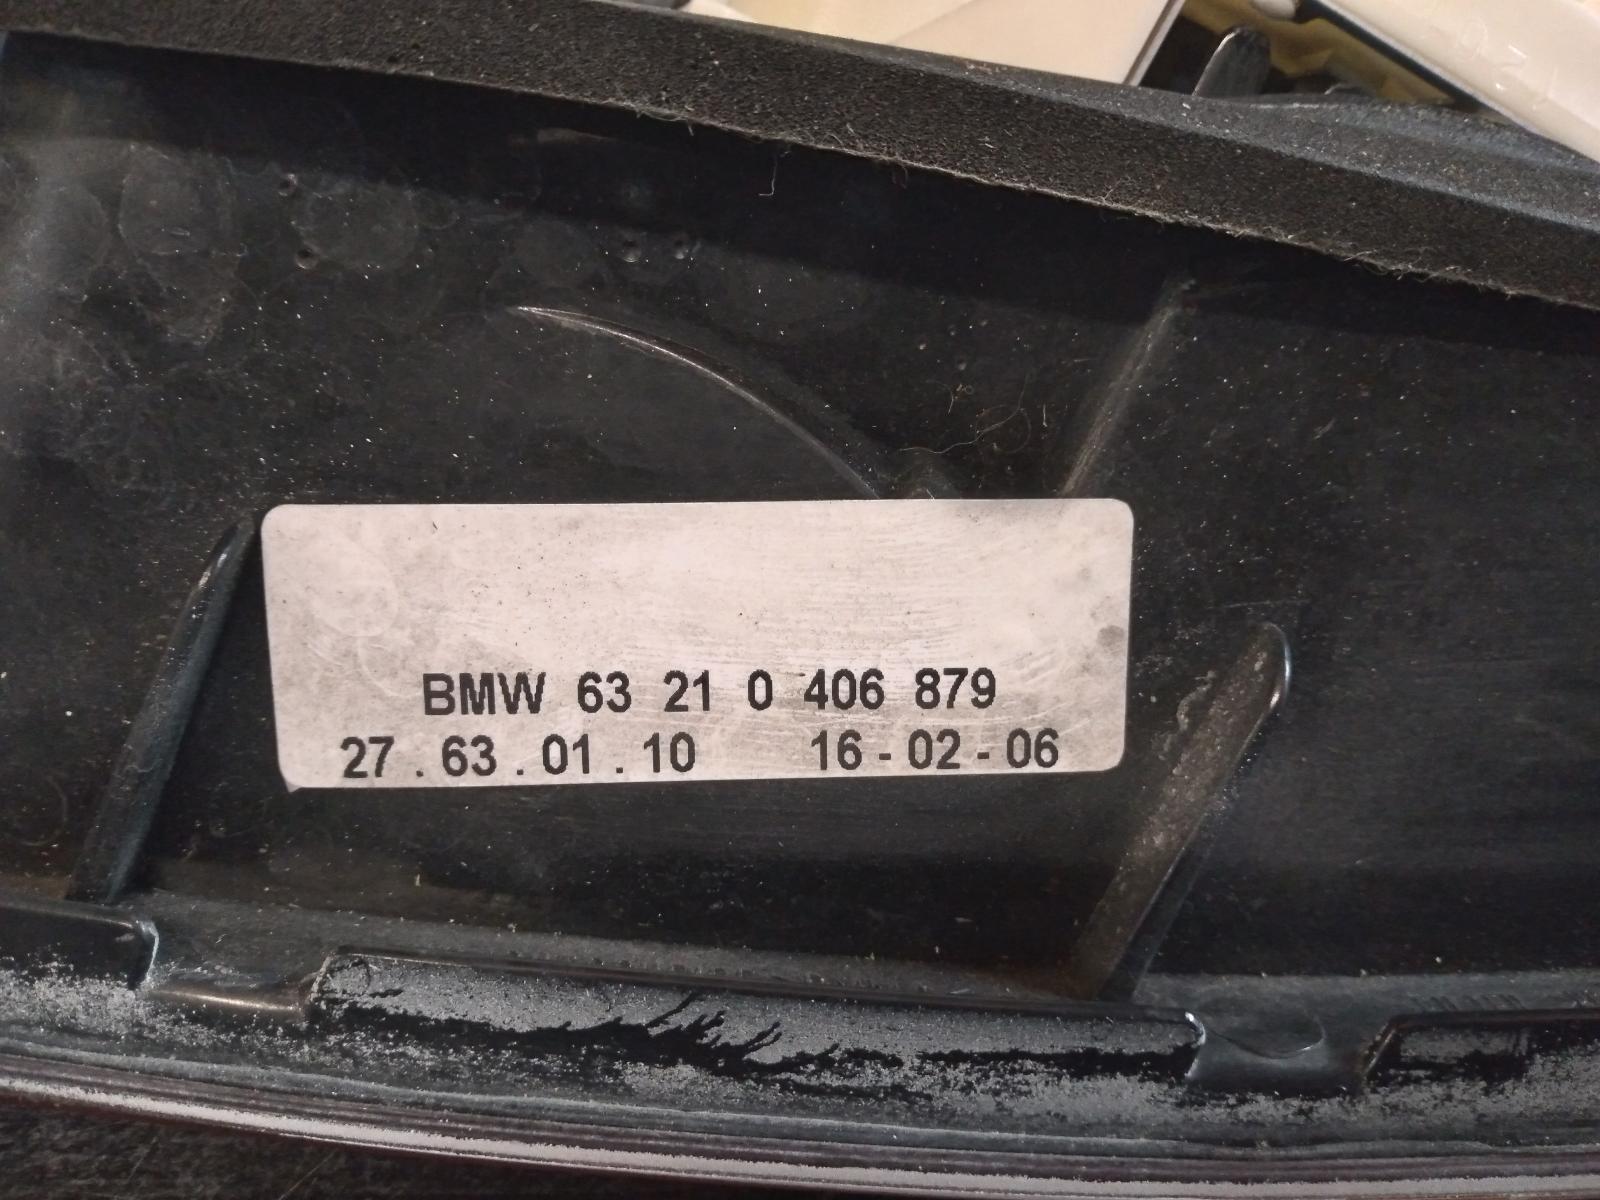 BMW 63 21 0 406 879
27 . 63 . 01 . 10 16 - 02 - 06